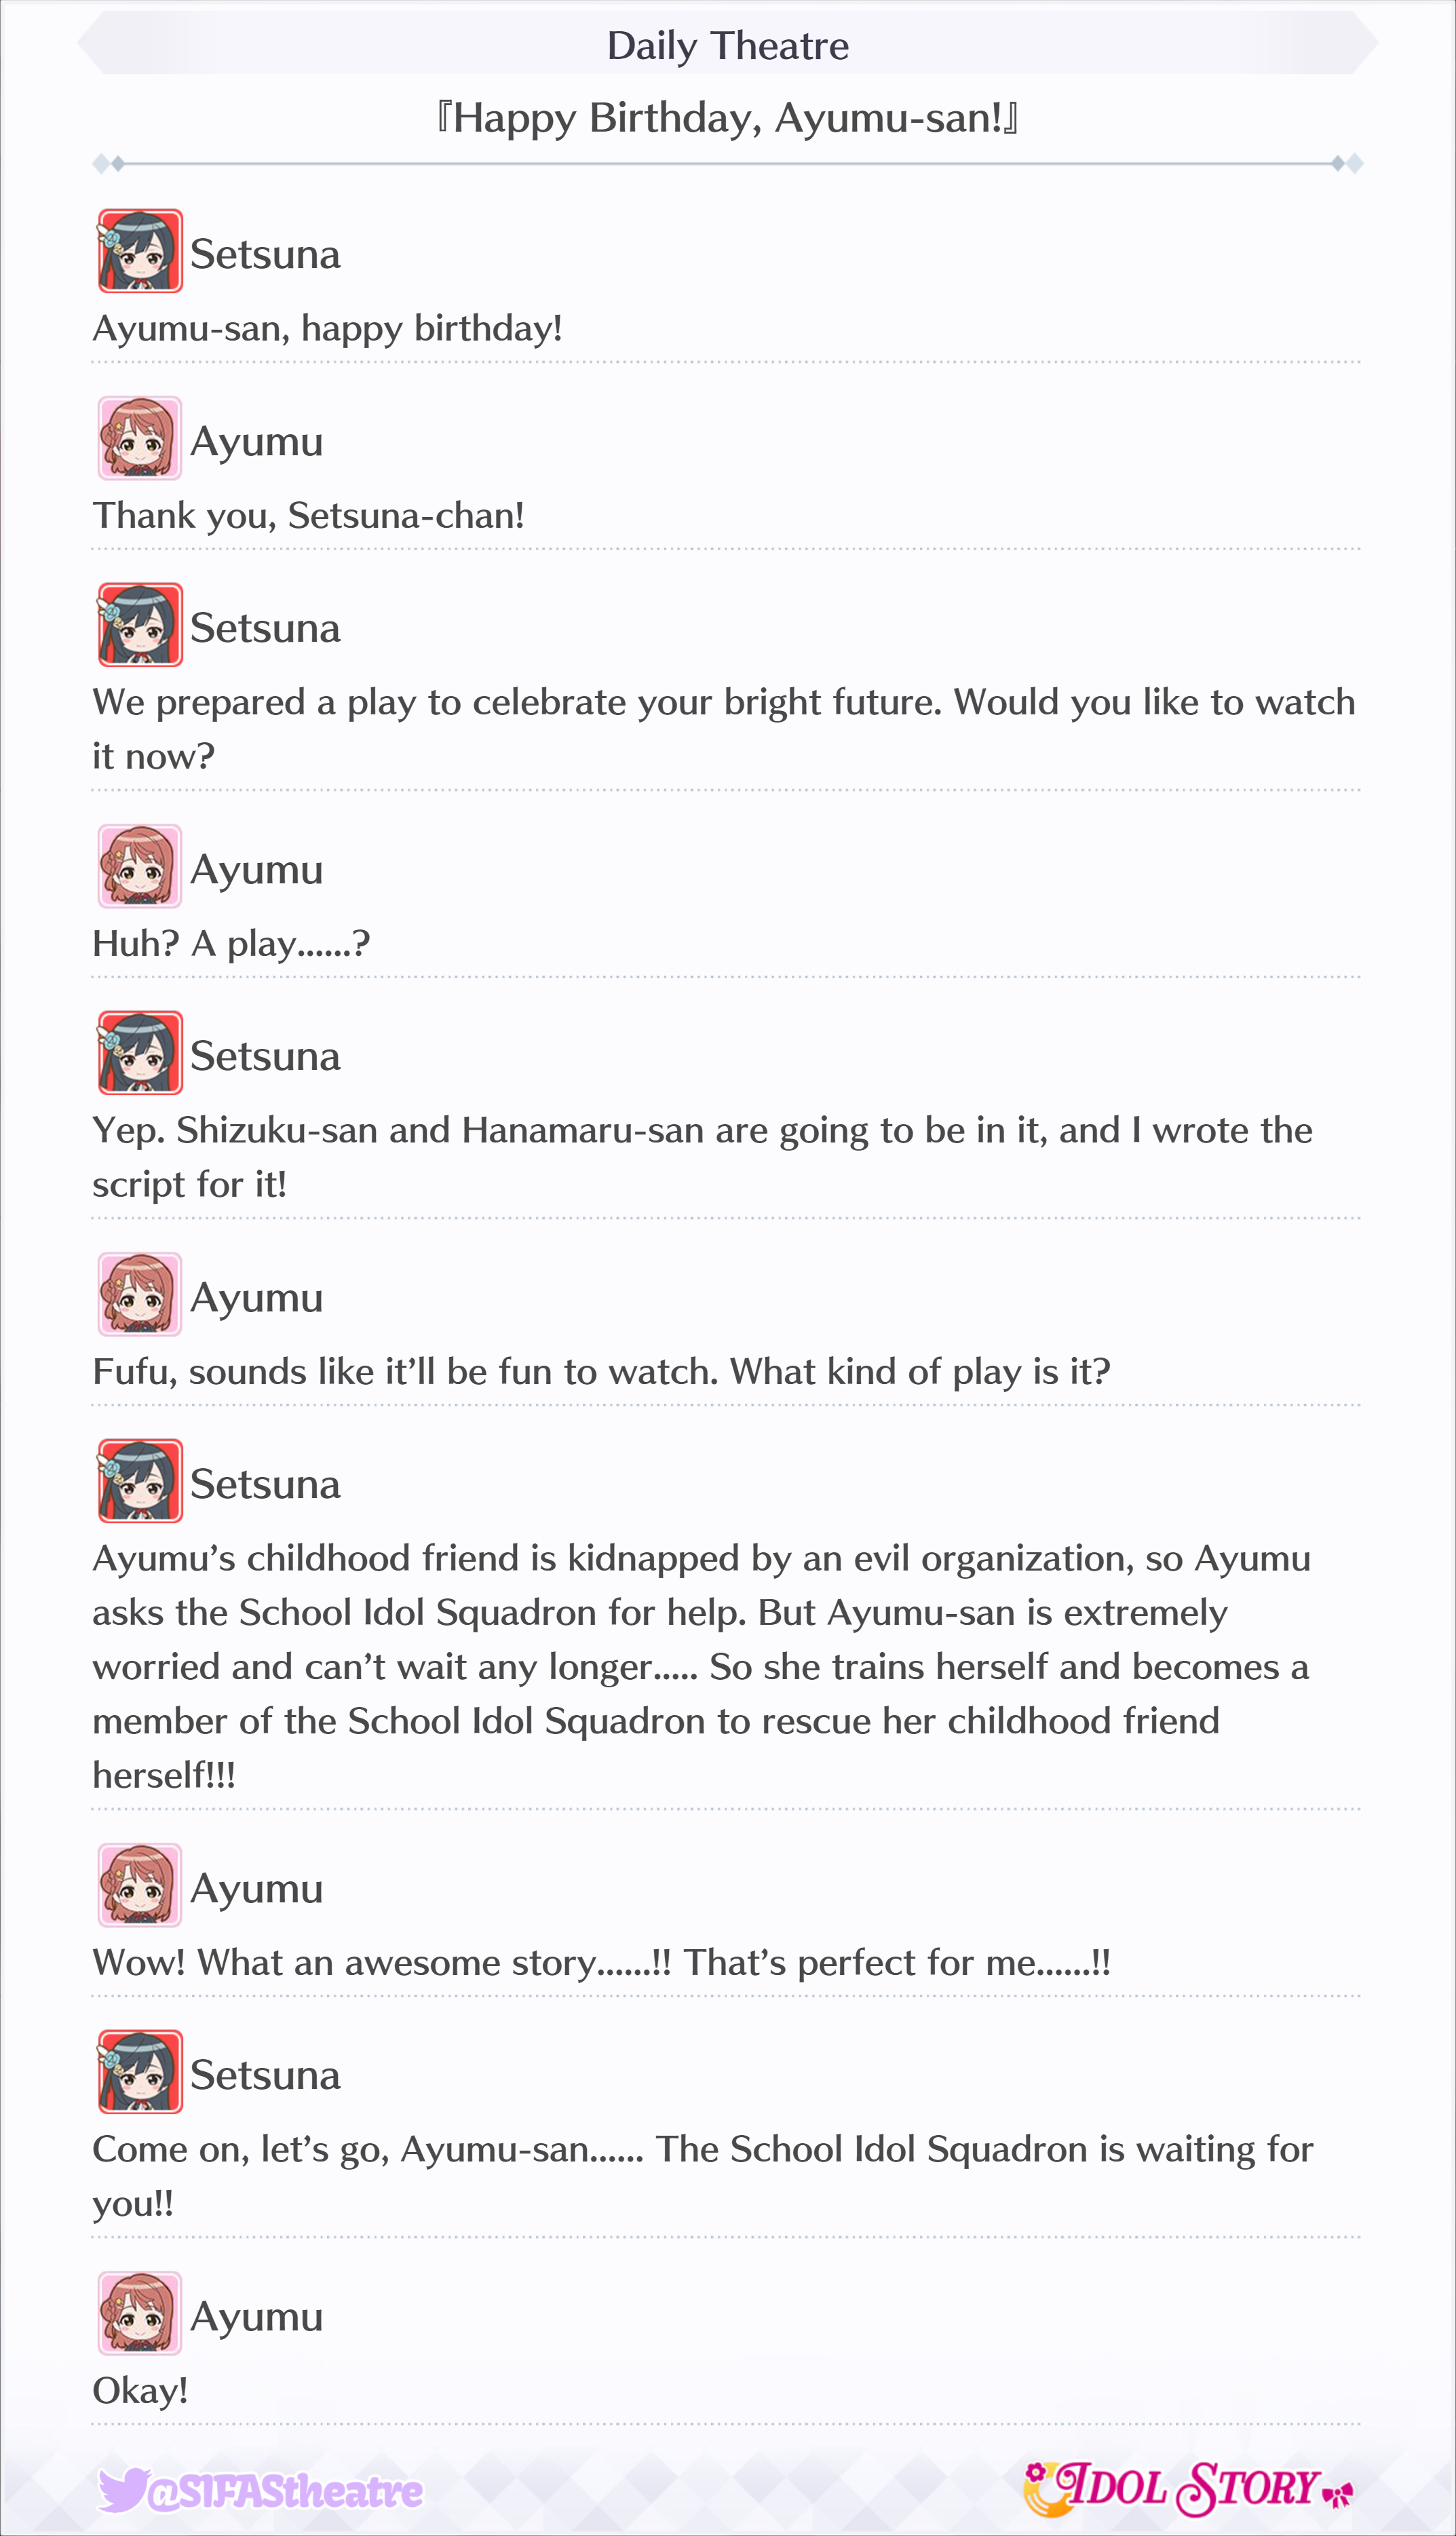 Daily Theatre
『Happy Birthday, Ayumu-san!』
Setsuna
Ayumu-san, happy birthday!
Ayumu
Thank you, Setsuna-chan!
Setsuna
We prepared a play to celebrate your bright future. Would you like to watch
it now?
Ayumu
Huh? A play......?
Setsuna
Yep. Shizuku-san and Hanamaru-san are going to be in it, and I wrote the
script for it!
Ayumu
Fufu, sounds like it’ll be fun to watch. What kind of play is it?
Setsuna
Ayumu’s childhood friend is kidnapped by an evil organization, so Ayumu
asks the School Idol Squadron for help. But Ayumu-san is extremely
worried and can’t wait any longer..... So she trains herself and becomes a
member of the School Idol Squadron to rescue her childhood friend
herself!!!
Ayumu
Wow! What an awesome story......!! That’s perfect for me......!!
Setsuna
Come on, let’s go, Ayumu-san...... The School Idol Squadron is waiting for
you!!
Ayumu
Okay!
@SIFAStheatre
IDOL STORY